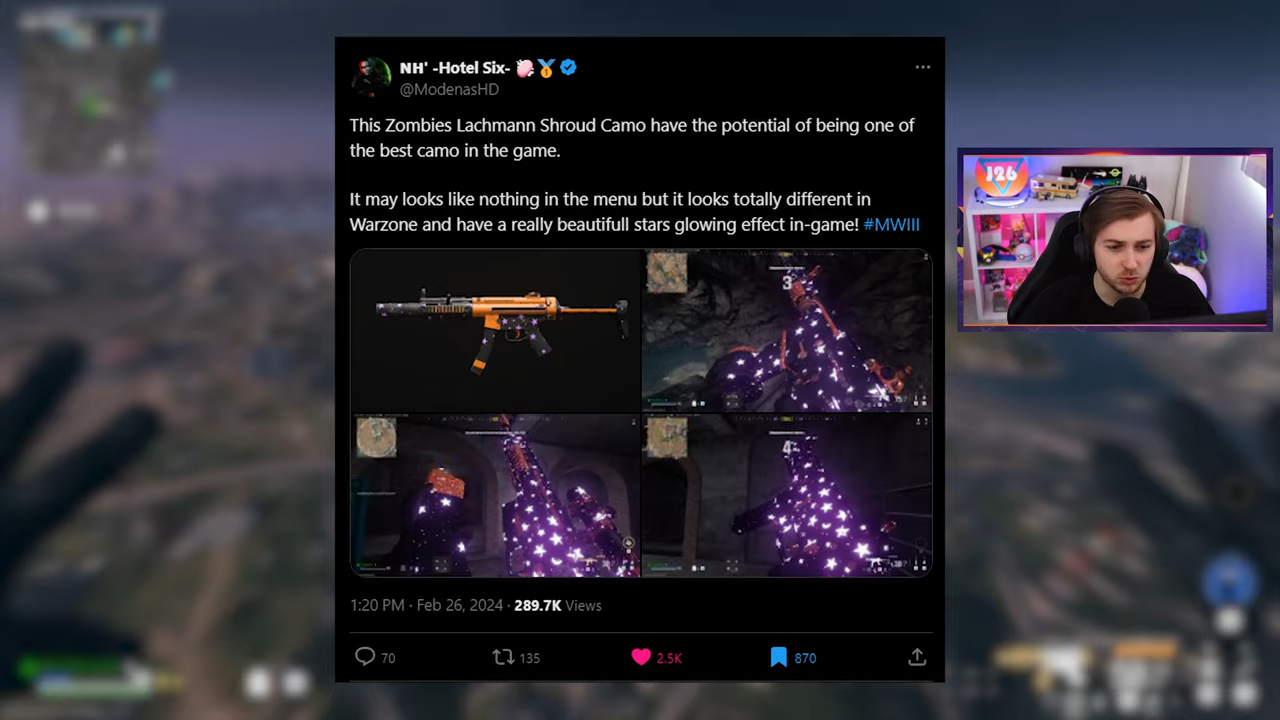 NH' -Hotel Six-
@ModenasHD
This Zombies Lachmann Shroud Camo have the potential of being one of
the best camo in the game.
It may looks like nothing in the menu but it looks totally different in
Warzone and have a really beautifull stars glowing effect in-game! #MWIII
3
4
1:20 PM · Feb 26, 2024 · 289.7K Views
70
135
2.5K
870
J26